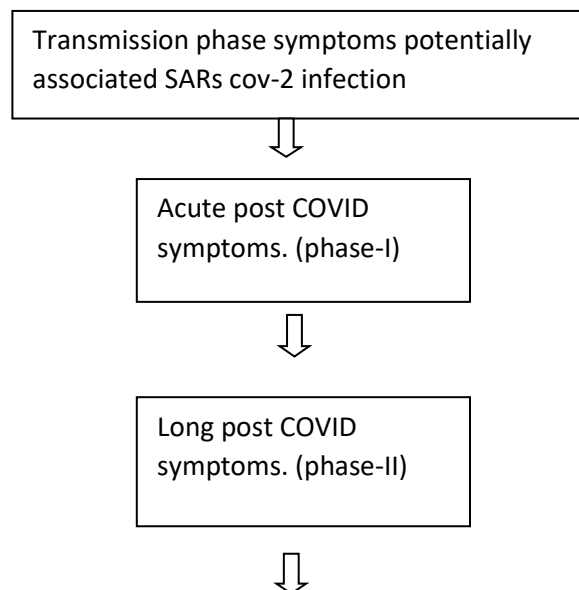 Transmission phase symptoms potentially
associated SARs cov-2 infection
Acute post COVID
symptoms. (phase-I)
Long post COVID
symptoms. (phase-II)